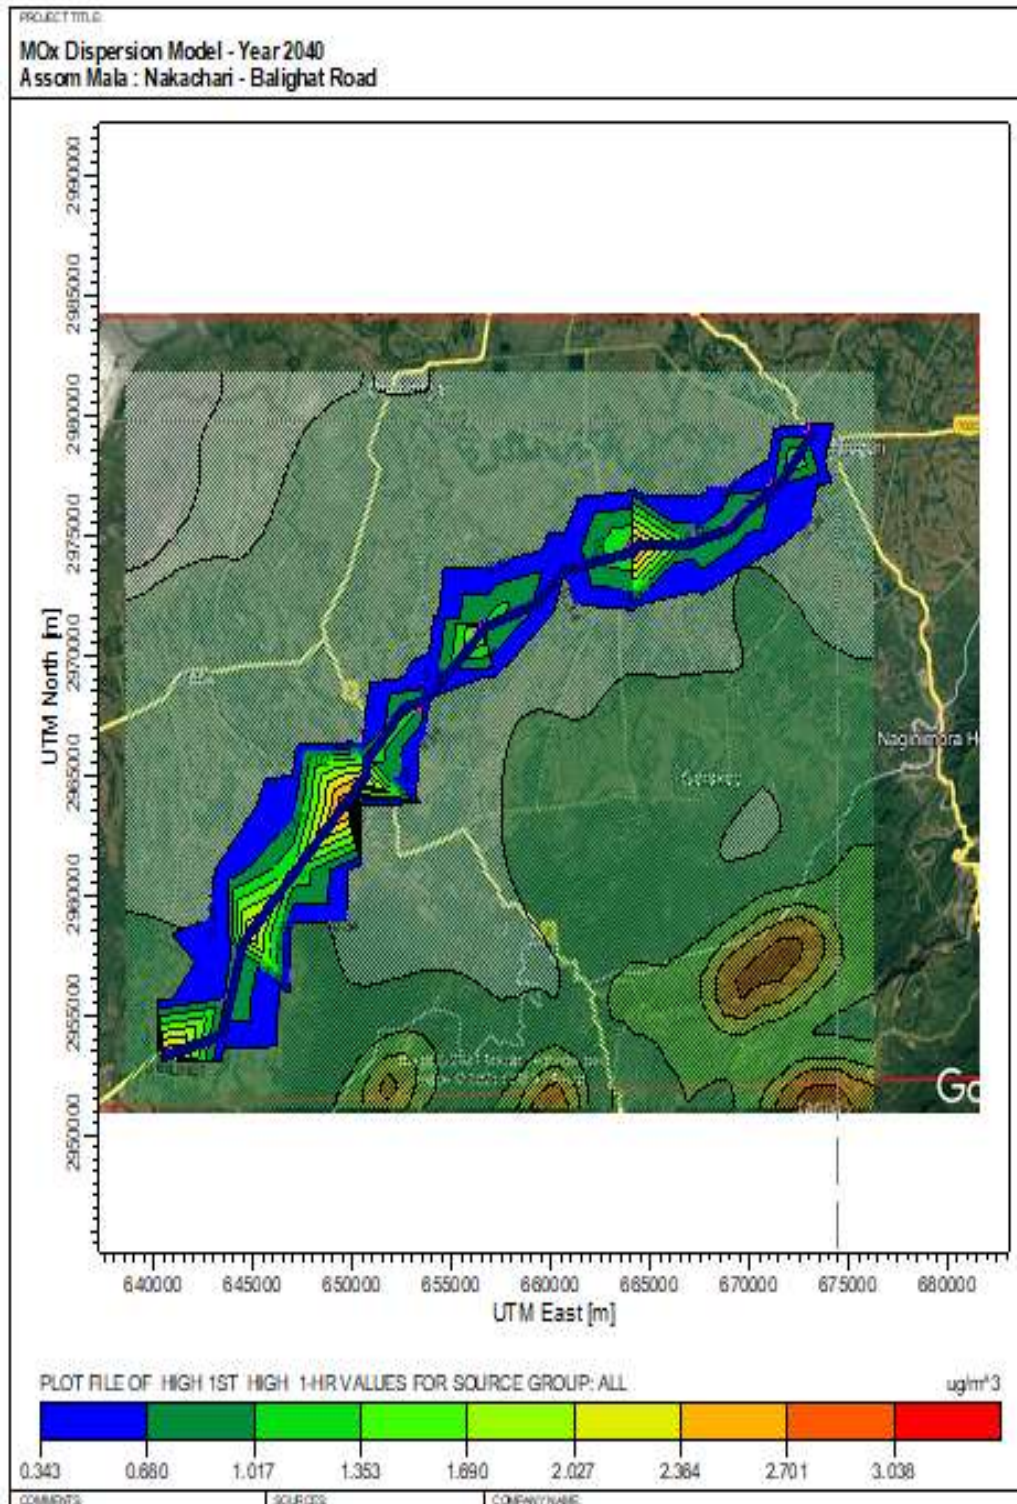 PROJECT TITLE:
MOx Dispersion Model - Year 2040
Assom Mala : Nakachari - Balighat Road
UTM North [m]
2990000
2985000
2980000
2975000
2970000
2965000
2960000
2955000
2950000
Naginimora H
Go
640000 645000 650000 655000 660000 665000 670000 675000 680000
UTM East [m]
PLOT FILE OF HIGH 1ST HIGH 1-HR VALUES FOR SOURCE GROUP: ALL
ug/m^3
0.343 0.680 1.017 1.353 1.690 2.027 2.364 2.701 3.038
COMMENTS: SOURCES: COMPANY NAME: